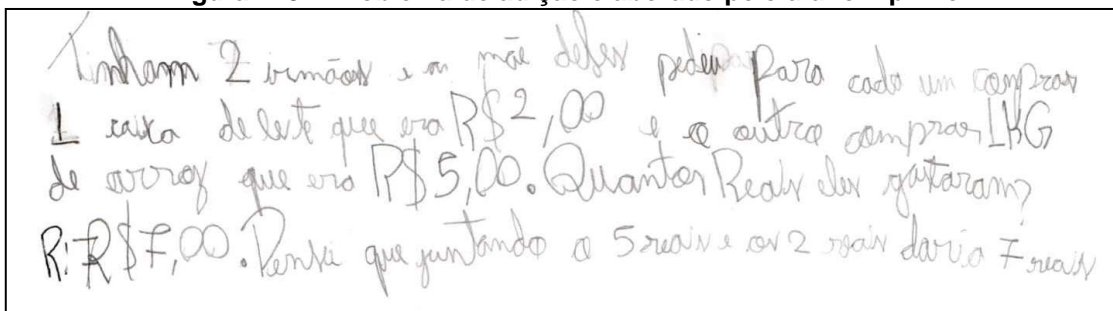 Tinham 2 irmãos e a mãe deles pediu para cada um comprar
1 caixa de leite que era R$ 2,00 e o outro comprar 1KG
de arroz que era R$ 5,00. Quantos Reais eles gastaram?
R: R$ 7,00. Pensei que juntando o 5 reais e os 2 reais daria 7 reais